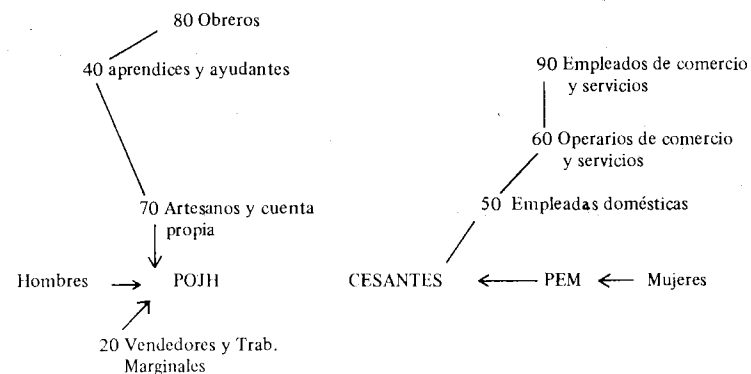 80 Obreros
40 aprendices y ayudantes
90 Empleados de comercio
y servicios
60 Operarios de comercio
y servicios
70 Artesanos y cuenta
propia
50 Empleadas domésticas
Hombres POJH CESANTES PEM Mujeres
20 Vendedores y Trab.
Marginales